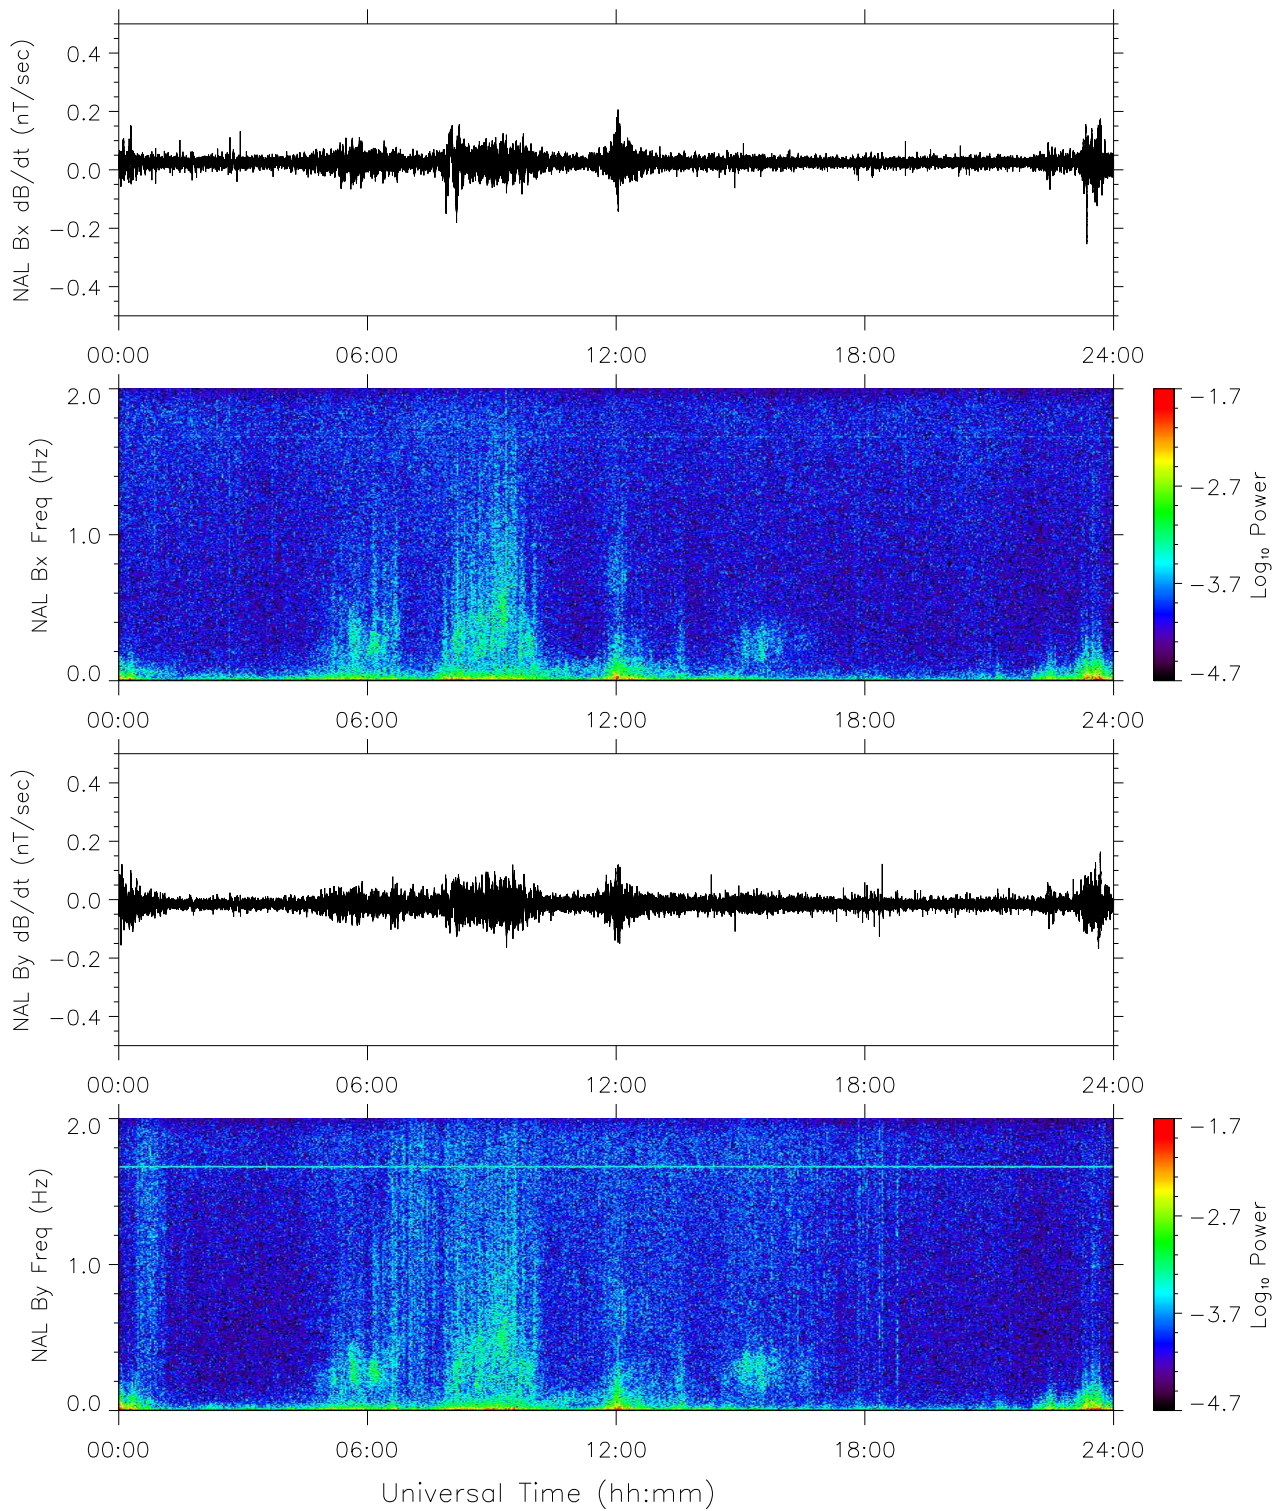 NAL Bx dB/dt (nT/sec)
0.4
0.2
0.0
−0.2
−0.4
00:00 06:00 12:00 18:00 24:00
NAL Bx Freq (Hz)
2.0
1.0
0.0
−1.7
−2.7
−3.7
−4.7
Log₁₀ Power
00:00 06:00 12:00 18:00 24:00
NAL By dB/dt (nT/sec)
0.4
0.2
0.0
−0.2
−0.4
00:00 06:00 12:00 18:00 24:00
NAL By Freq (Hz)
2.0
1.0
0.0
−1.7
−2.7
−3.7
−4.7
Log₁₀ Power
00:00 06:00 12:00 18:00 24:00
Universal Time (hh:mm)